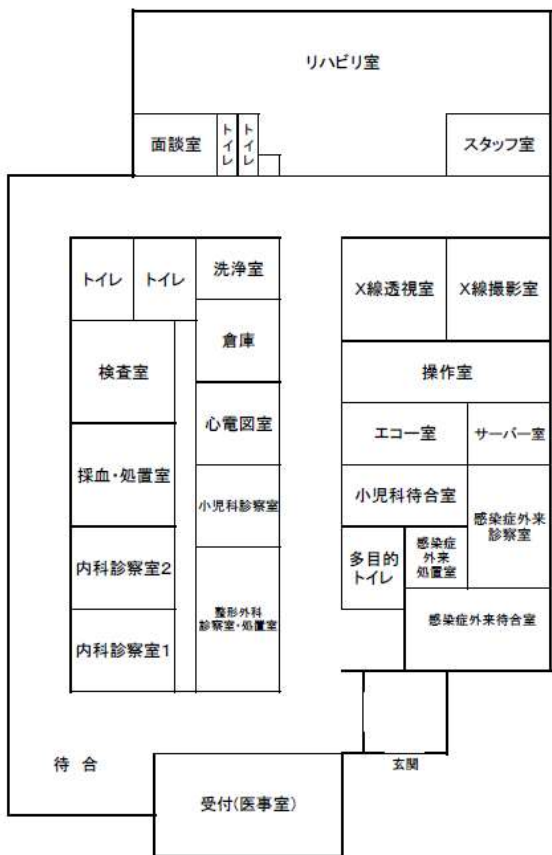 リハビリ室
面談室
トイレ
トイレ
スタッフ室
トイレ
トイレ
洗浄室
X線透視室
X線撮影室
倉庫
検査室
操作室
心電図室
エコー室
サーバー室
採血・処置室
小児科診察室
小児科待合室
感染症外来
診察室
多目的
トイレ
感染症
外来
処置室
内科診察室2
整形外科
診察室・処置室
感染症外来待合室
内科診察室1
待 合
玄関
受付(医事室)